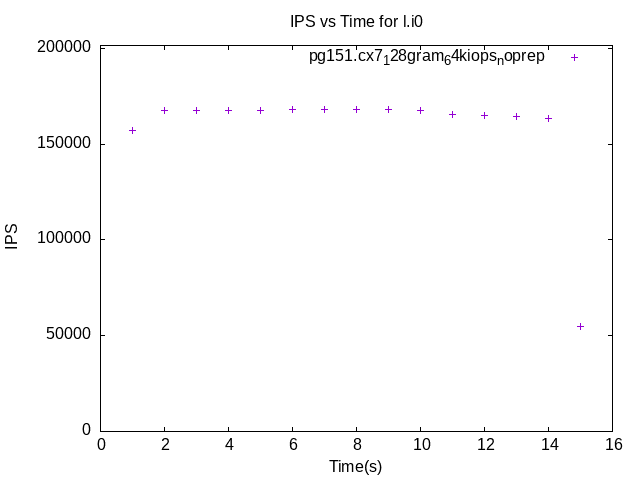 IPS vs Time for l.i0
pg151.cx7_128gram_64kiops_noprep
200000
150000
100000
50000
0
IPS
0 2 4 6 8 10 12 14 16
Time(s)